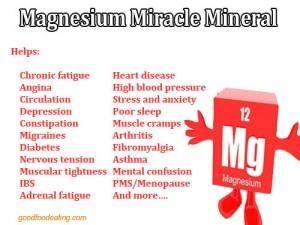 Magnesium Miracle Mineral
Helps:
Chronic fatigue
Angina
Circulation
Depression
Constipation
Migraines
Diabetes
Nervous tension
Muscular tightness
IBS
Adrenal fatigue
Heart disease
High blood pressure
Stress and anxiety
Poor sleep
Muscle cramps
Arthritis
Fibromyalgia
Asthma
Mental confusion
PMS/Menopause
And more....
12
Mg
Magnesium
goodfoodeating.com